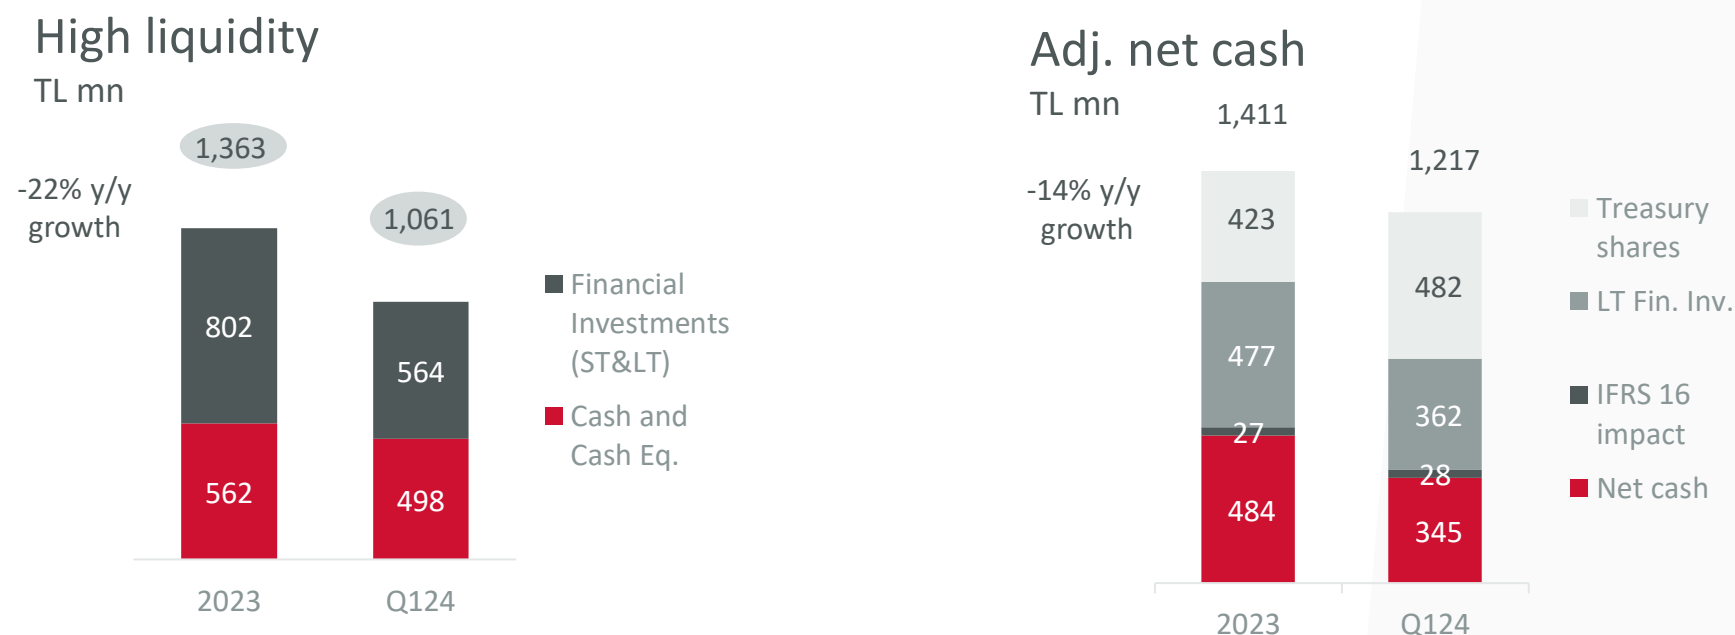 High liquidity
TL mn
1,363
-22% y/y
growth
1,061
802
564
562
498
2023
Q124
Financial
Investments
(ST&LT)
Cash and
Cash Eq.
Adj. net cash
TL mn
1,411
1,217
-14% y/y
growth
423
482
477
362
27
28
484
345
2023
Q124
Treasury
shares
LT Fin. Inv.
IFRS 16
impact
Net cash